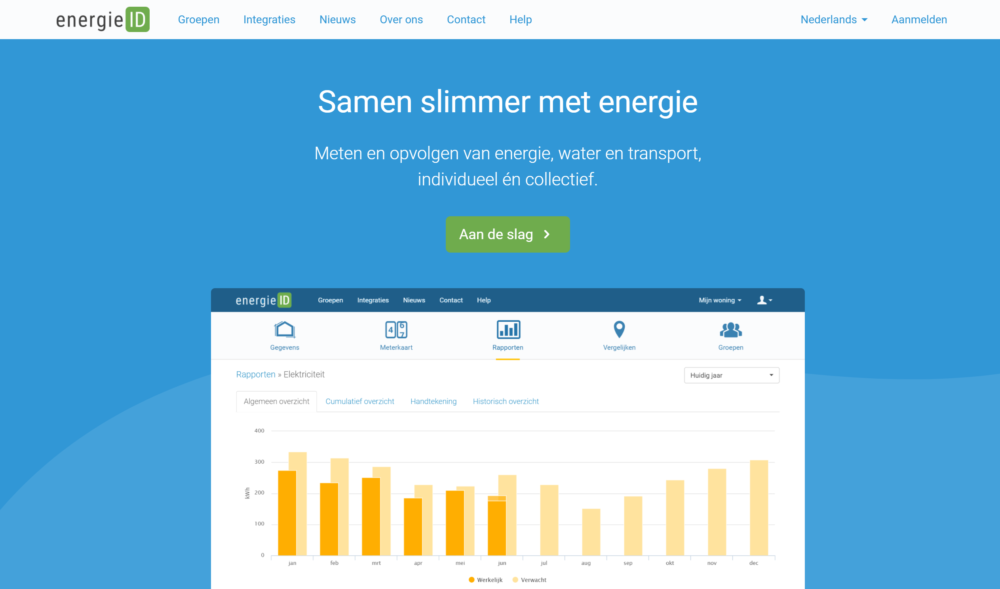 energieID Groepen Integraties Nieuws Over ons Contact Help Nederlands Aanmelden
Samen slimmer met energie
Meten en opvolgen van energie, water en transport,
individueel én collectief.
Aan de slag
energieID Groepen Integraties Nieuws Contact Help Mijn woning
4 6 7
Gegevens Meterkaart Rapporten Vergelijken Groepen
Rapporten » Elektriciteit Huidig jaar
Algemeen overzicht Cumulatief overzicht Handtekening Historisch overzicht
400
300
200
100
0
kWh
jan feb mrt apr mei jun jul aug sep okt nov dec
Werkelijk Verwacht